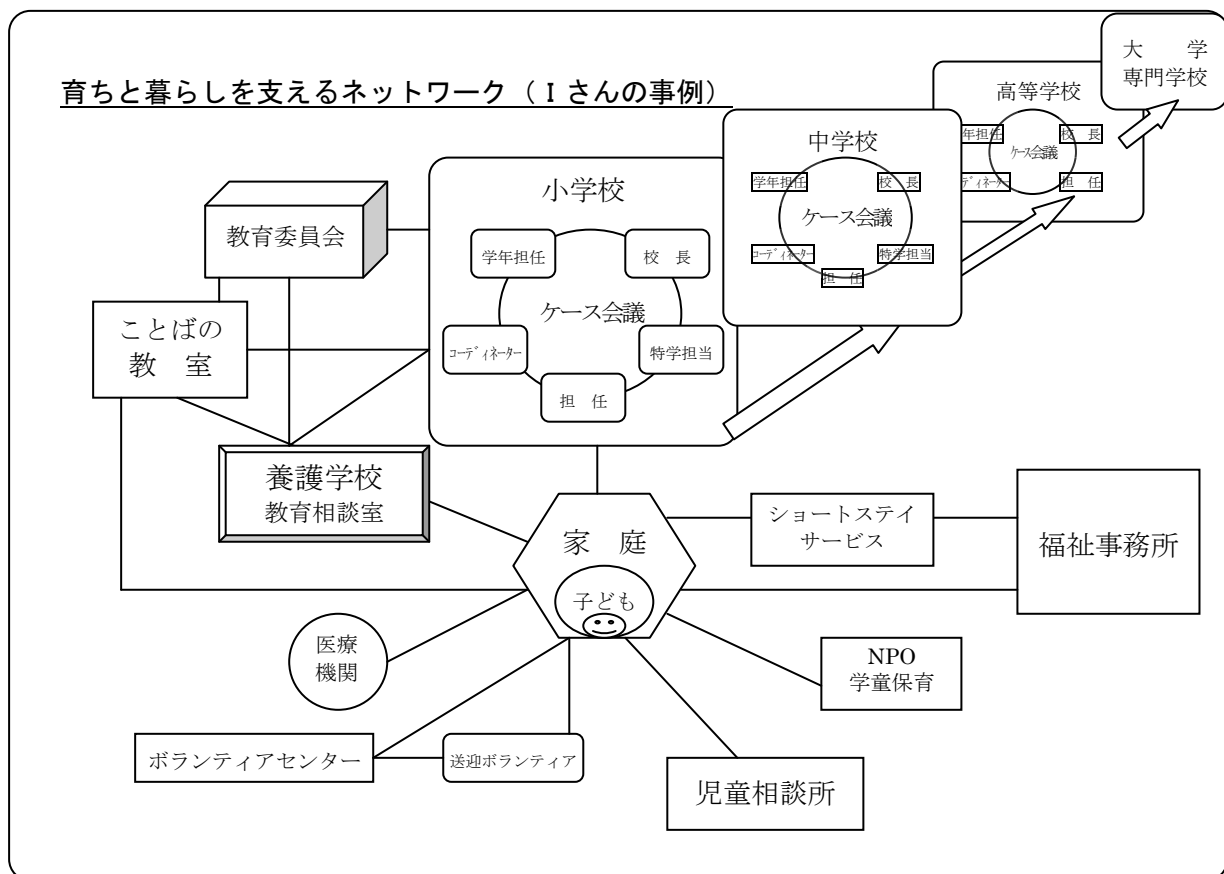 育ちと暮らしを支えるネットワーク（Ｉさんの事例）
大　学
専門学校
高等学校
年担任
校　長
ケース会議
ディネーター
担　任
中学校
学年担任
校　長
ケース会議
コーディネーター
特学担当
担　任
小学校
学年担任
校　長
ケース会議
コーディネーター
特学担当
担　任
教育委員会
ことばの
教　室
養護学校
教育相談室
家　庭
子ども
ショートステイ
サービス
福祉事務所
医療
機関
NPO
学童保育
ボランティアセンター
送迎ボランティア
児童相談所